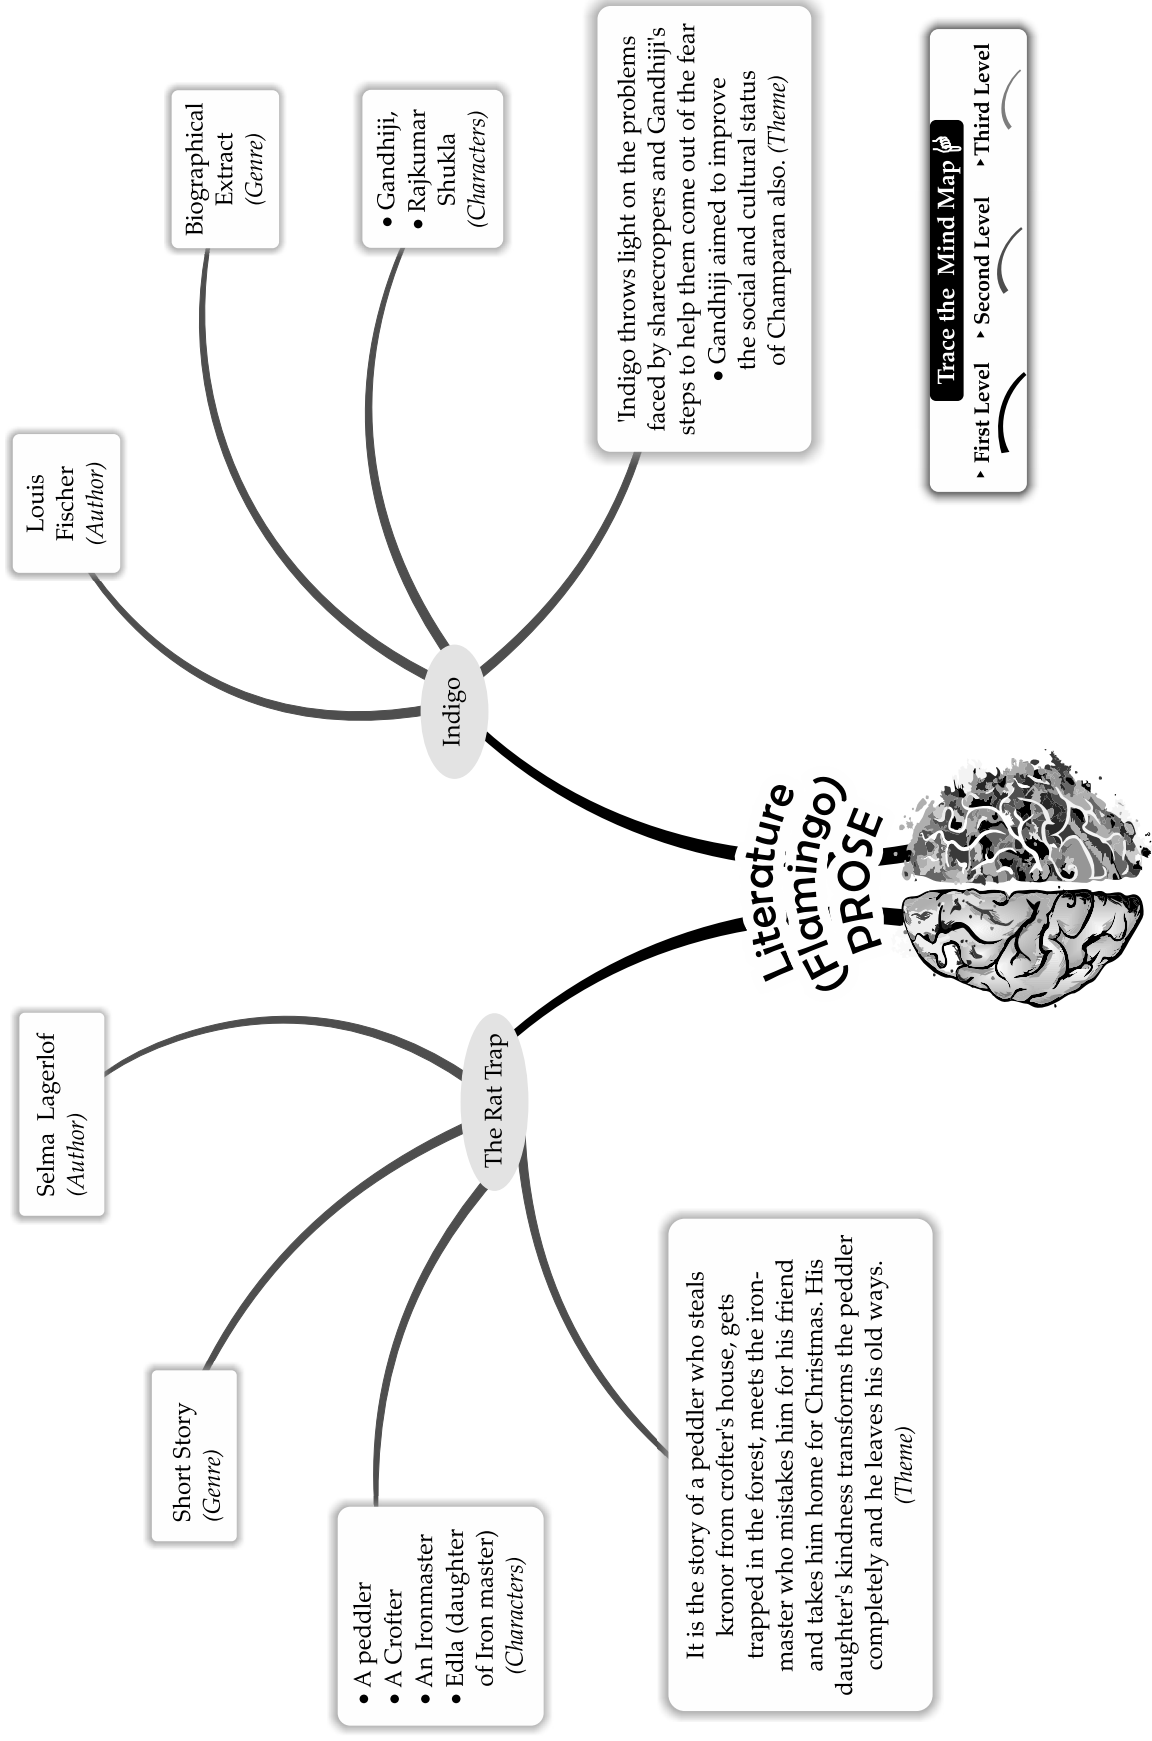 Selma Lagerlof
(Author)
Short Story
(Genre)
• A peddler
• A Crofter
• An Ironmaster
• Edla (daughter
of Iron master)
(Characters)
The Rat Trap
It is the story of a peddler who steals
kronor from crofter's house, gets
trapped in the forest, meets the iron-
master who mistakes him for his friend
and takes him home for Christmas. His
daughter's kindness transforms the peddler
completely and he leaves his old ways.
(Theme)
Louis
Fischer
(Author)
Biographical
Extract
(Genre)
• Gandhiji,
• Rajkumar
Shukla
(Characters)
Indigo
'Indigo throws light on the problems
faced by sharecroppers and Gandhiji's
steps to help them come out of the fear
• Gandhiji aimed to improve
the social and cultural status
of Champaran also. (Theme)
Literature
(Flamingo)
PROSE
Trace the Mind Map
▸ First Level ▸ Second Level ▸ Third Level